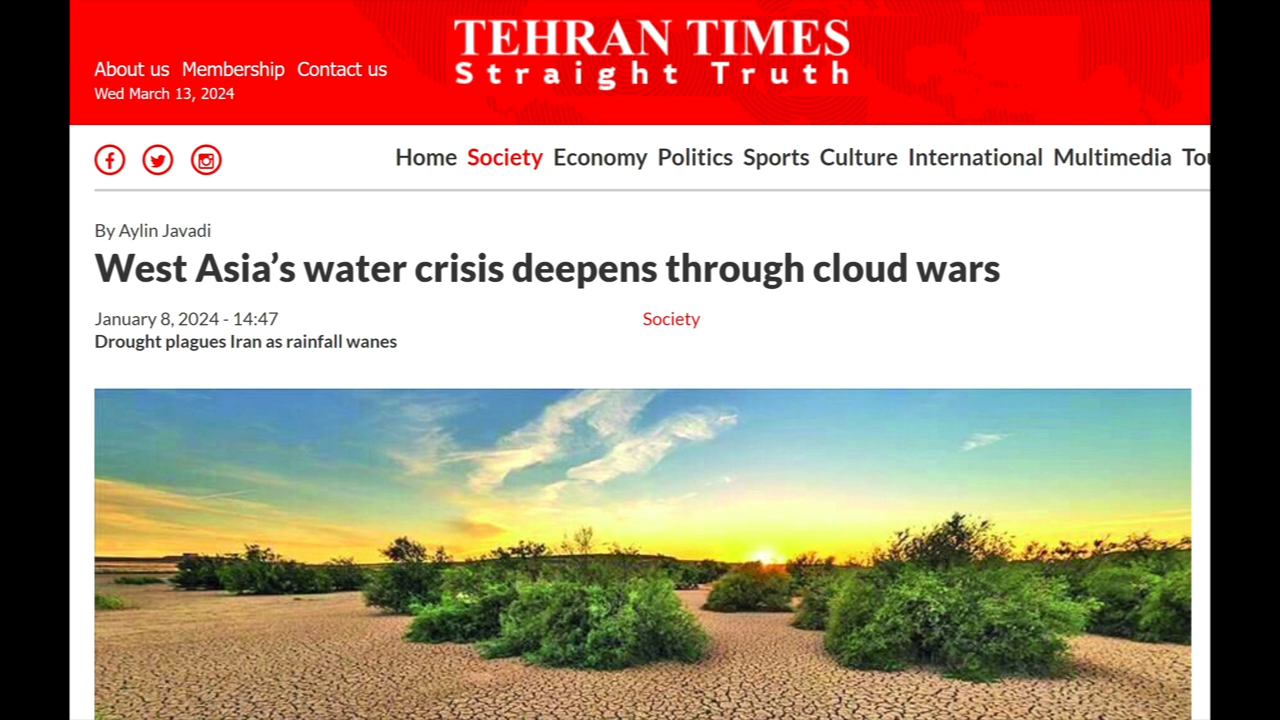 TEHRAN TIMES
Straight Truth
About us Membership Contact us
Wed March 13, 2024
Home Society Economy Politics Sports Culture International Multimedia Tou
By Aylin Javadi
West Asia’s water crisis deepens through cloud wars
January 8, 2024 - 14:47 Society
Drought plagues Iran as rainfall wanes